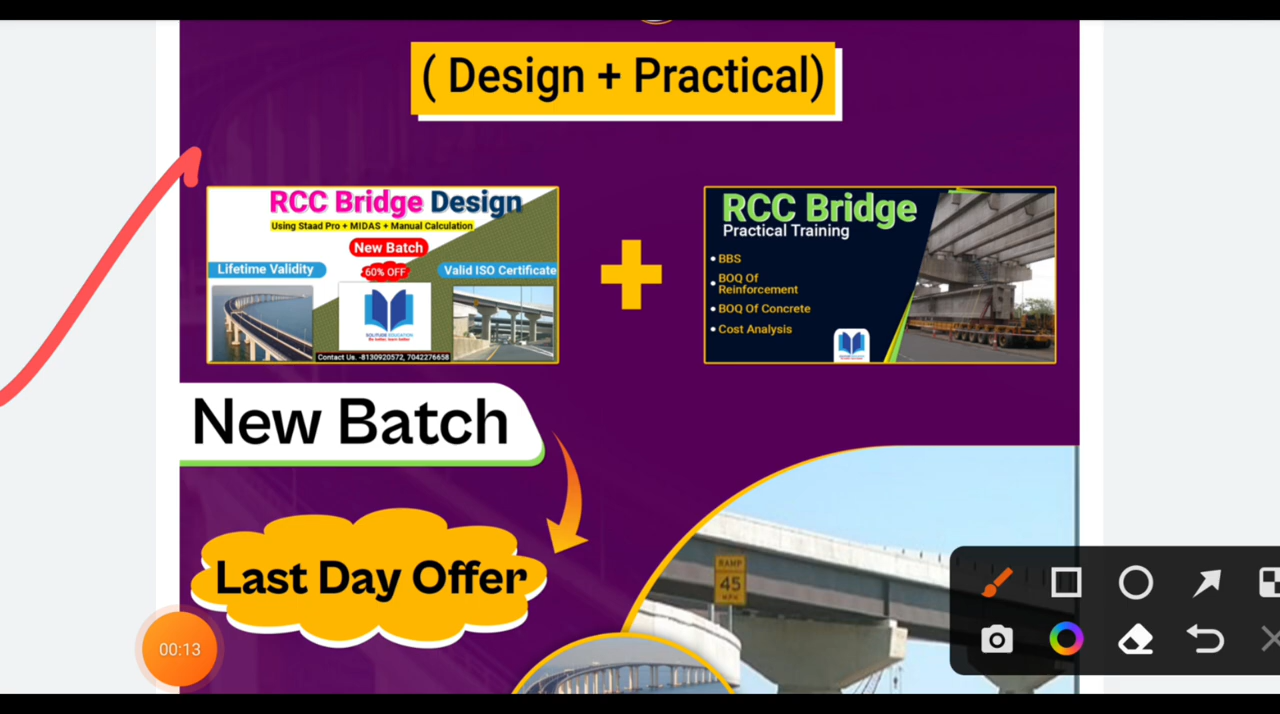 ( Design + Practical)
RCC Bridge Design
Using Staad Pro + MIDAS + Manual Calculation
New Batch
Lifetime Validity
60% OFF
Valid ISO Certificate
SOLITUDE EDUCATION
Contact Us. -8130920572, 7042276658
RCC Bridge
Practical Training
• BBS
• BOQ Of
Reinforcement
• BOQ Of Concrete
• Cost Analysis
New Batch
Last Day Offer
RAMP
45
00:13